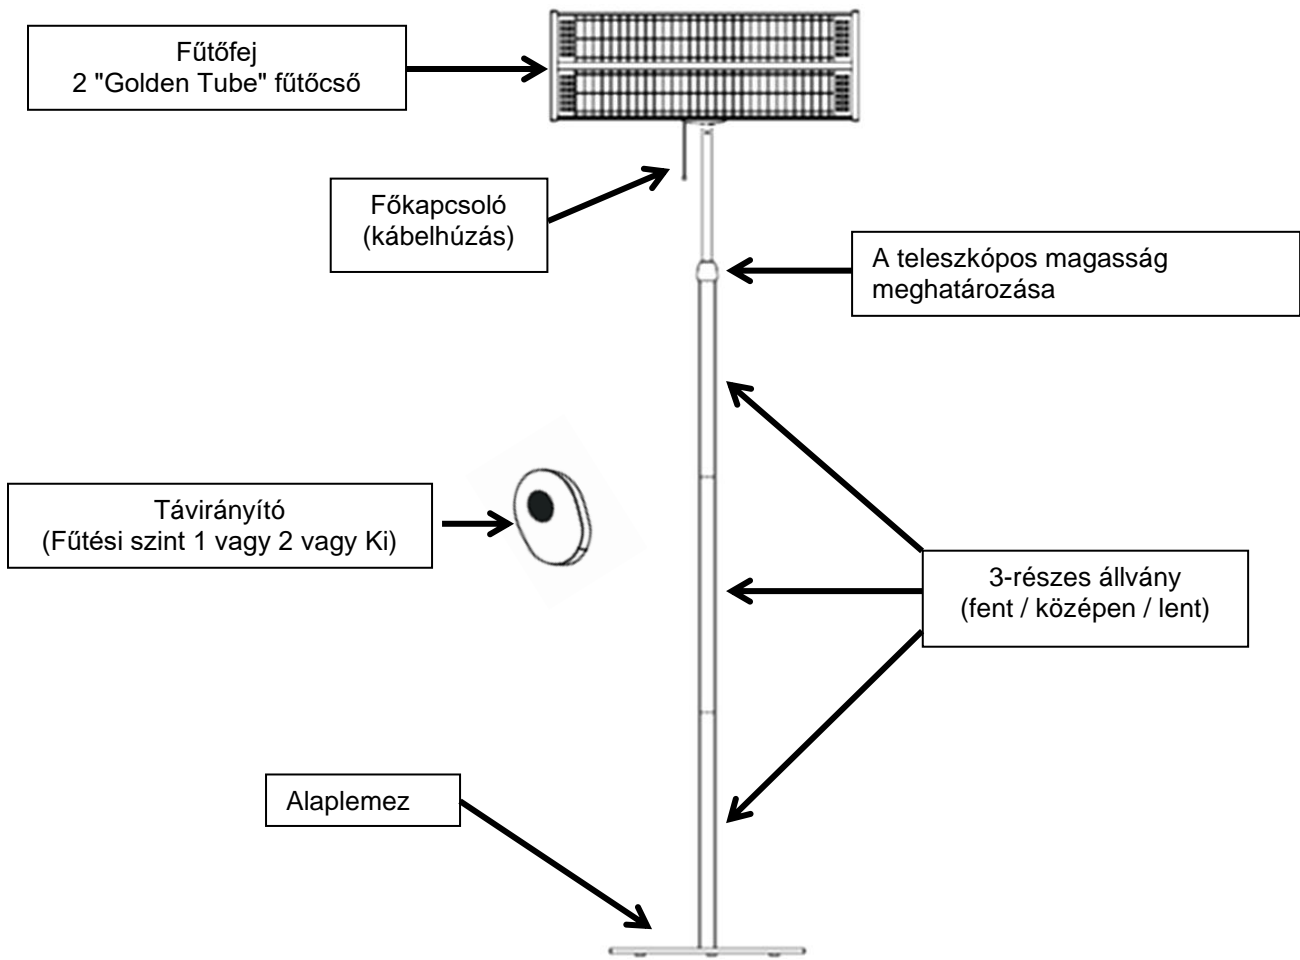 Fűtőfej
2 "Golden Tube" fűtőcső
Főkapcsoló
(kábelhúzás)
A teleszkópos magasság
meghatározása
Távirányító
(Fűtési szint 1 vagy 2 vagy Ki)
3-részes állvány
(fent / középen / lent)
Alaplemez